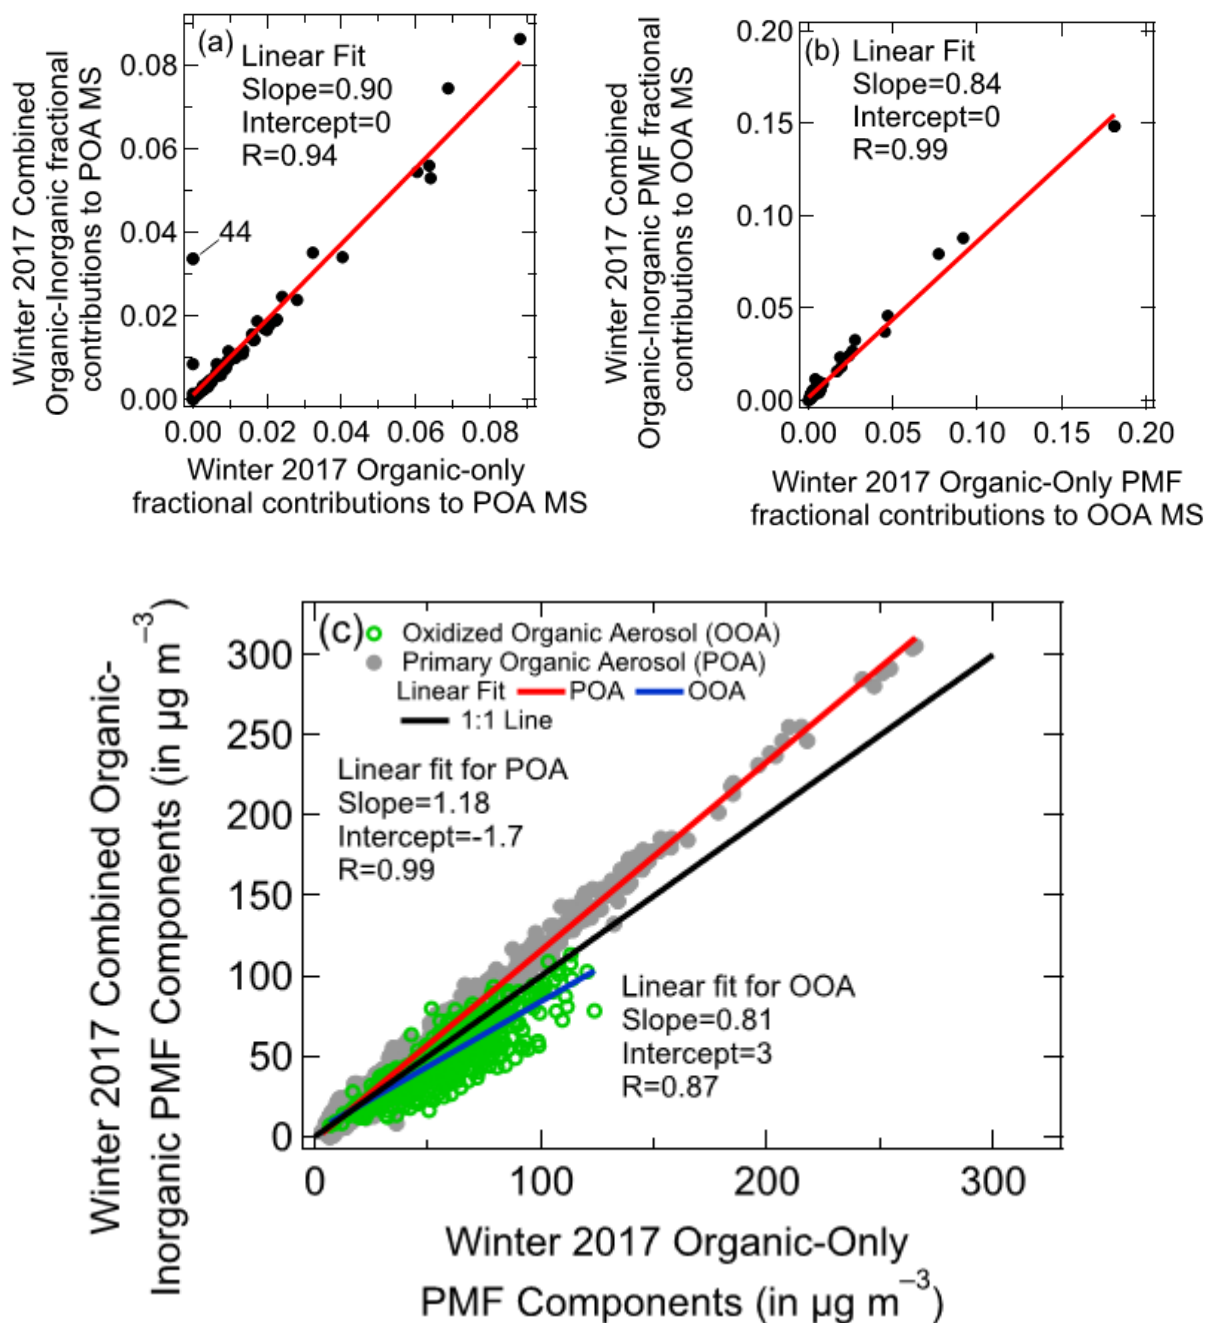 (a)
Linear Fit
Slope=0.90
Intercept=0
R=0.94
44
0.08
0.06
0.04
0.02
0.00
0.00 0.02 0.04 0.06 0.08
Winter 2017 Combined
Organic-Inorganic fractional
contributions to POA MS
Winter 2017 Organic-only
fractional contributions to POA MS
(b)
Linear Fit
Slope=0.84
Intercept=0
R=0.99
0.20
0.15
0.10
0.05
0.00
0.00 0.05 0.10 0.15 0.20
Winter 2017 Combined
Organic-Inorganic PMF fractional
contributions to OOA MS
Winter 2017 Organic-Only PMF
fractional contributions to OOA MS
(c)
Oxidized Organic Aerosol (OOA)
Primary Organic Aerosol (POA)
Linear Fit POA OOA
1:1 Line
Linear fit for POA
Slope=1.18
Intercept=-1.7
R=0.99
Linear fit for OOA
Slope=0.81
Intercept=3
R=0.87
300
250
200
150
100
50
0
0 100 200 300
Winter 2017 Combined Organic-
Inorganic PMF Components (in µg m⁻³)
Winter 2017 Organic-Only
PMF Components (in µg m⁻³)